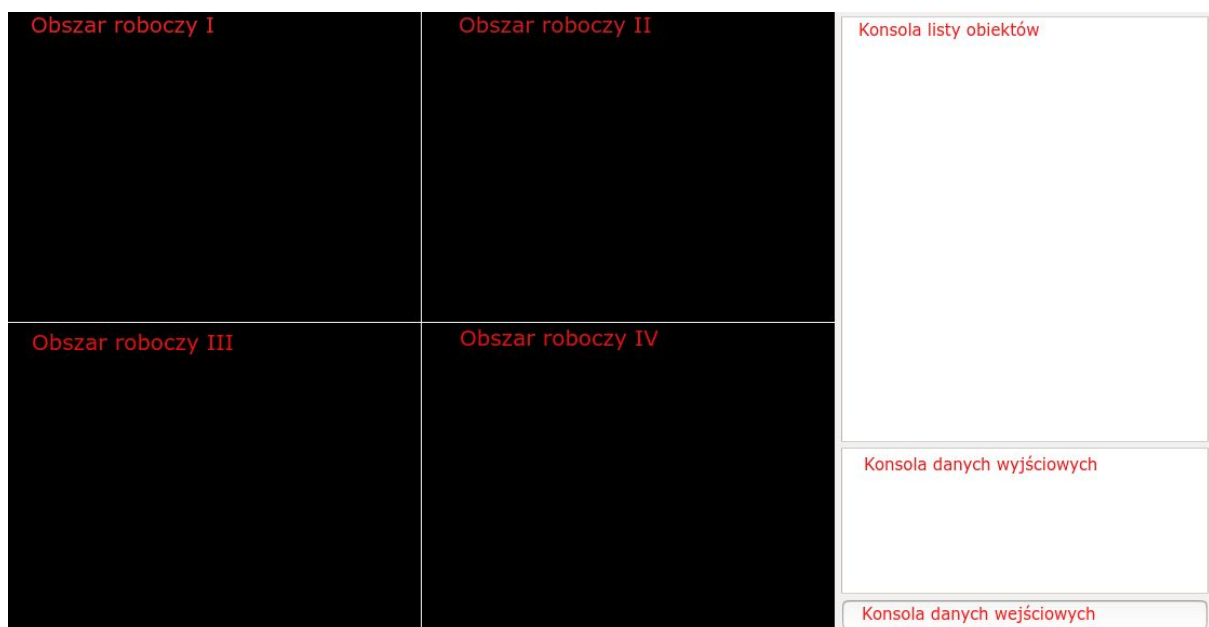 Obszar roboczy I
Obszar roboczy II
Obszar roboczy III
Obszar roboczy IV
Konsola listy obiektów
Konsola danych wyjściowych
Konsola danych wejściowych